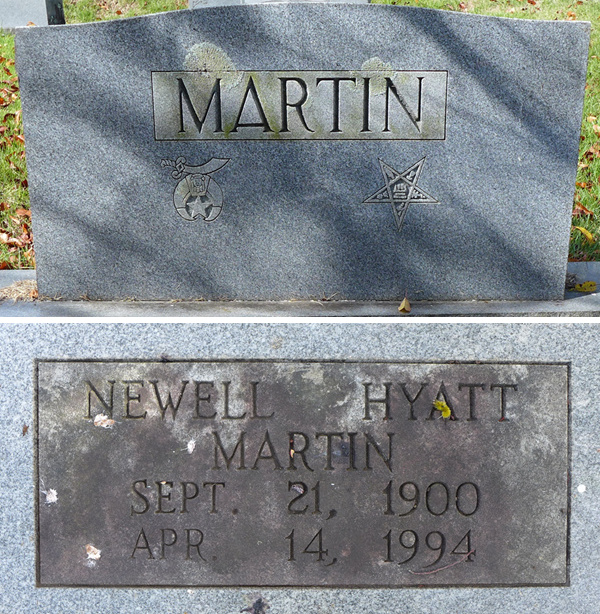 MARTIN
NEWELL HYATT
MARTIN
SEPT. 21, 1900
APR. 14, 1994